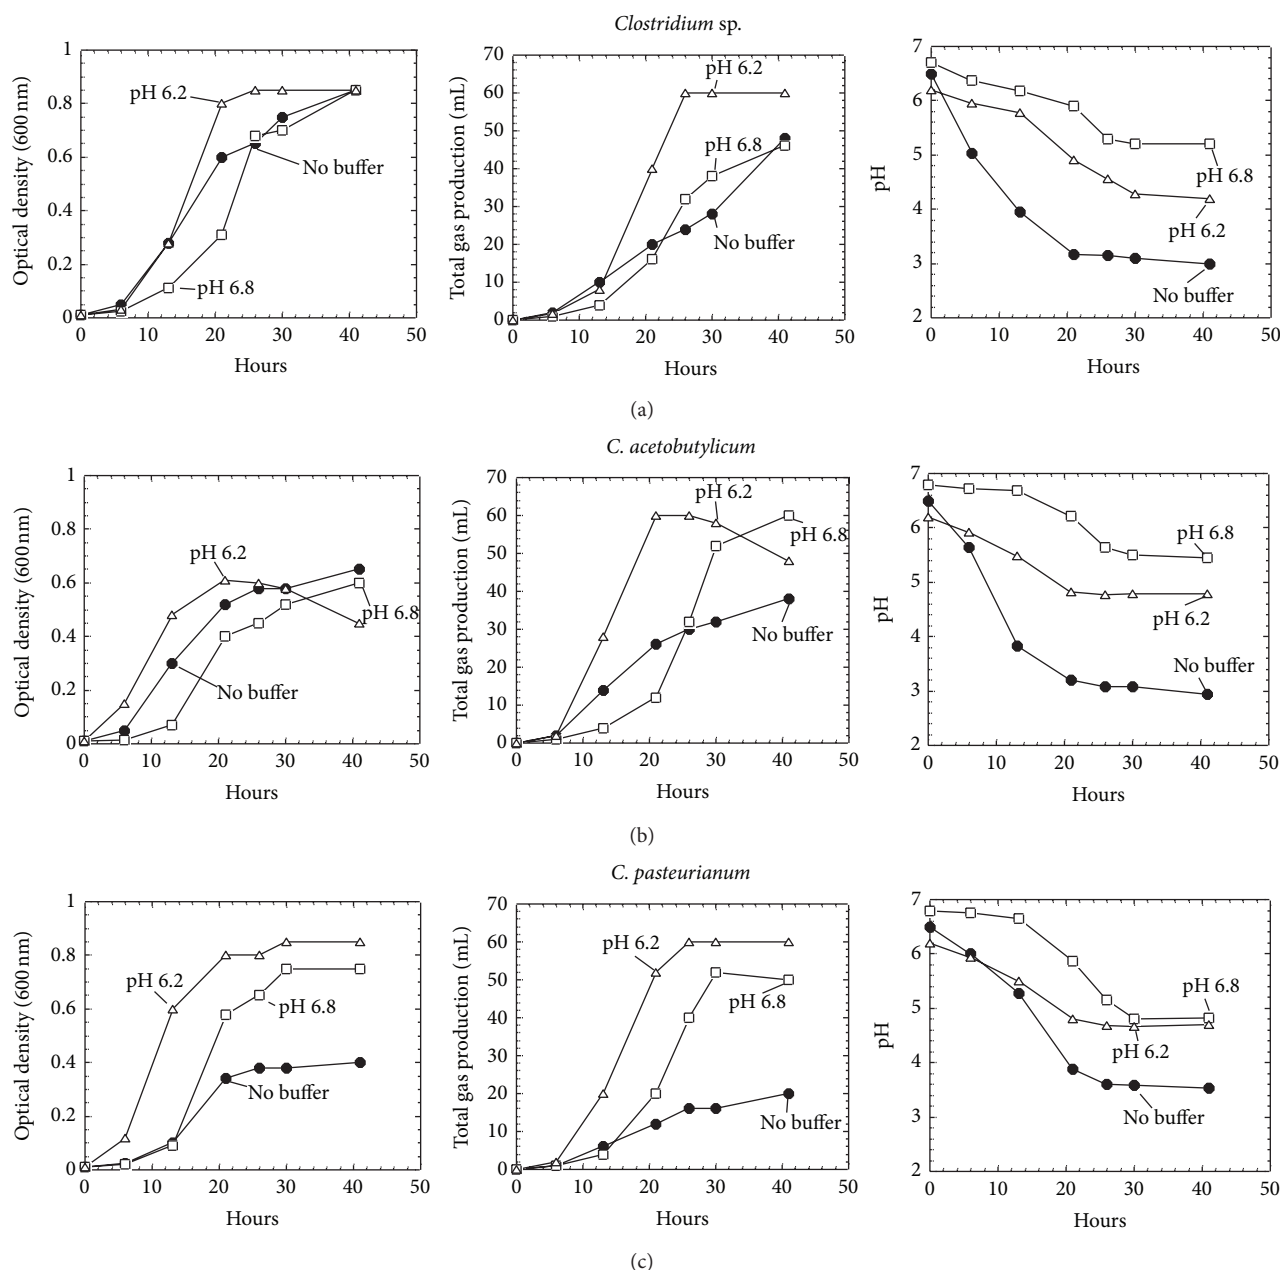 Clostridium sp.
Optical density (600 nm)
1
0.8
0.6
0.4
0.2
0
pH 6.2
No buffer
pH 6.8
0 10 20 30 40 50
Hours
Total gas production (mL)
70
60
50
40
30
20
10
0
pH 6.2
pH 6.8
No buffer
0 10 20 30 40 50
Hours
pH
7
6
5
4
3
2
pH 6.8
pH 6.2
No buffer
0 10 20 30 40 50
Hours
(a)
C. acetobutylicum
Optical density (600 nm)
1
0.8
0.6
0.4
0.2
0
pH 6.2
pH 6.8
No buffer
0 10 20 30 40 50
Hours
Total gas production (mL)
70
60
50
40
30
20
10
0
pH 6.2
pH 6.8
No buffer
0 10 20 30 40 50
Hours
pH
7
6
5
4
3
2
pH 6.8
pH 6.2
No buffer
0 10 20 30 40 50
Hours
(b)
C. pasteurianum
Optical density (600 nm)
1
0.8
0.6
0.4
0.2
0
pH 6.2
pH 6.8
No buffer
0 10 20 30 40 50
Hours
Total gas production (mL)
70
60
50
40
30
20
10
0
pH 6.2
pH 6.8
No buffer
0 10 20 30 40 50
Hours
pH
7
6
5
4
3
2
pH 6.8
pH 6.2
No buffer
0 10 20 30 40 50
Hours
(c)